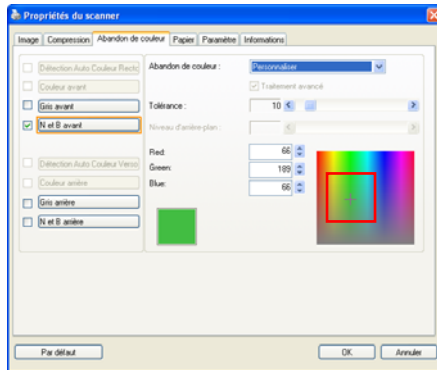 Propriétés du scanner
Image Compression Abandon de couleur Papier Paramètre Informations
Détection Auto Couleur Recto
Couleur avant
Gris avant
N et B avant
Détection Auto Couleur Verso
Couleur arrière
Gris arrière
N et B arrière
Abandon de couleur : Personnaliser
Traitement avancé
Tolérance : 10
Niveau d'arrière-plan :
Red: 66
Green: 189
Blue: 66
Par défaut OK Annuler